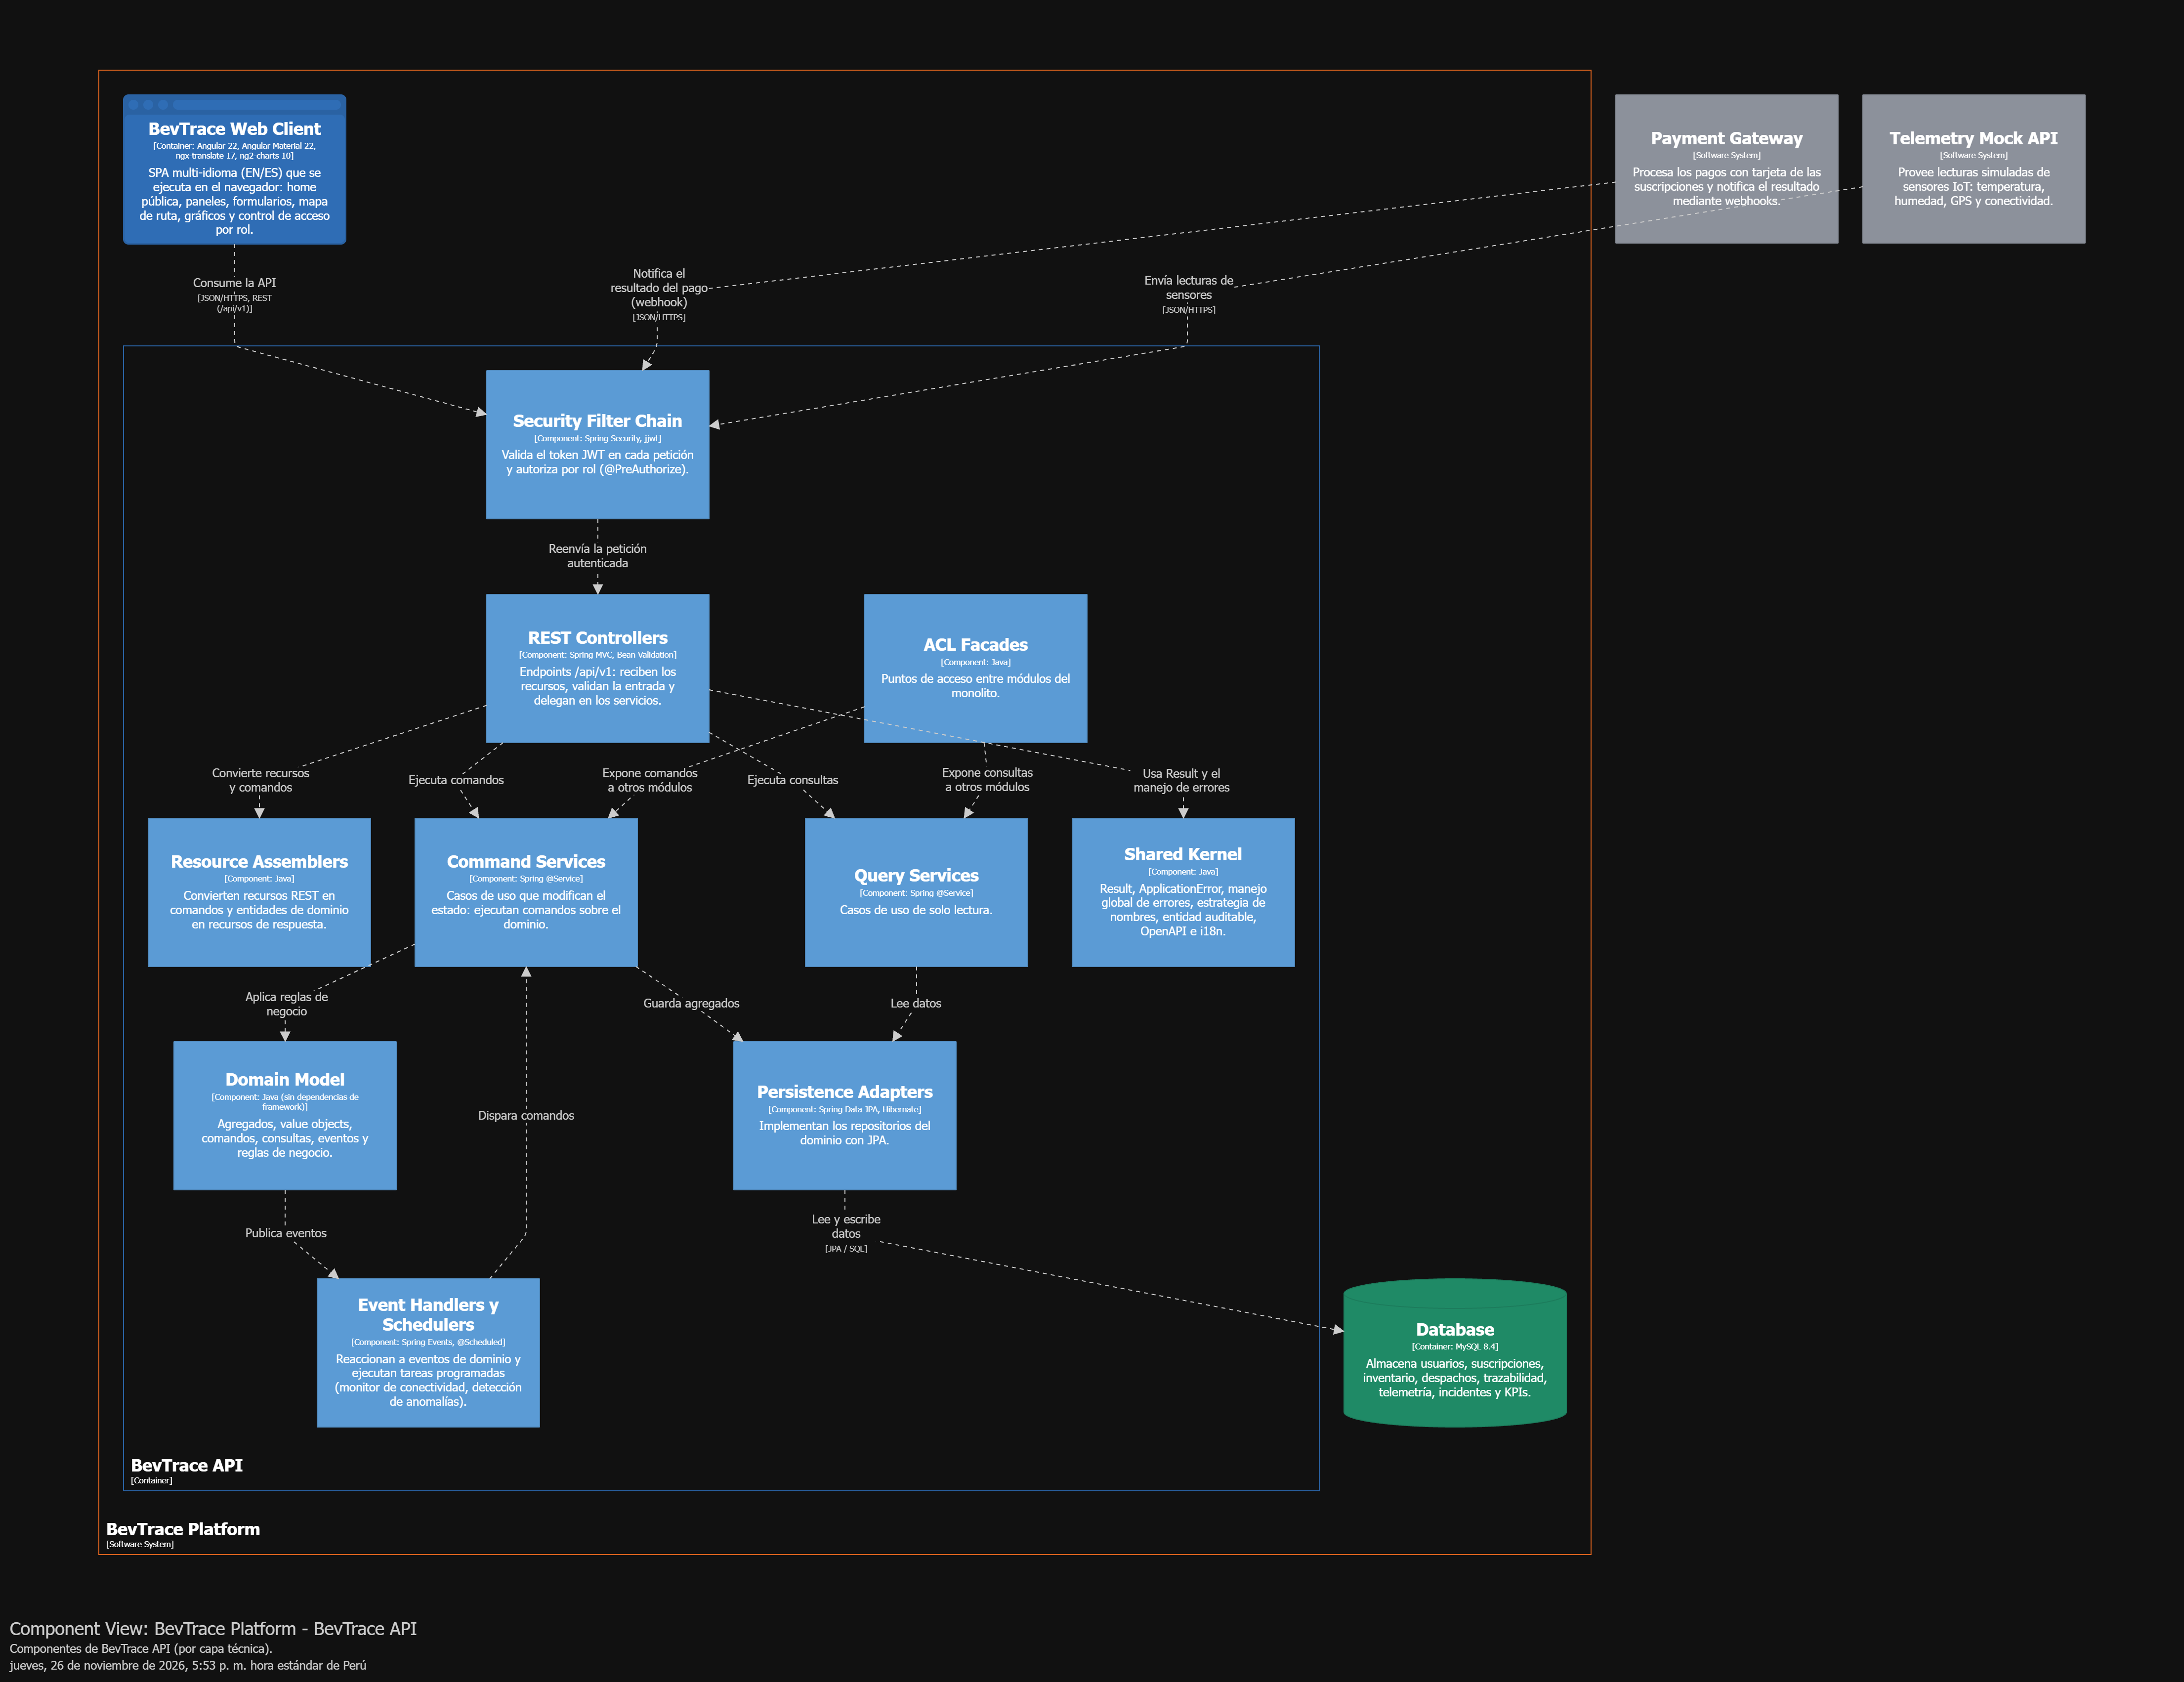 BevTrace Web Client
[Container: Angular 22, Angular Material 22,
ngx-translate 17, ng2-charts 10]
SPA multi-idioma (EN/ES) que se
ejecuta en el navegador: home
pública, paneles, formularios, mapa
de ruta, gráficos y control de acceso
por rol.
Payment Gateway
[Software System]
Procesa los pagos con tarjeta de las
suscripciones y notifica el resultado
mediante webhooks.
Telemetry Mock API
[Software System]
Provee lecturas simuladas de
sensores IoT: temperatura,
humedad, GPS y conectividad.
Consume la API
[JSON/HTTPS, REST
(/api/v1)]
Notifica el
resultado del pago
(webhook)
[JSON/HTTPS]
Envía lecturas de
sensores
[JSON/HTTPS]
Security Filter Chain
[Component: Spring Security, jjwt]
Valida el token JWT en cada petición
y autoriza por rol (@PreAuthorize).
Reenvía la petición
autenticada
REST Controllers
[Component: Spring MVC, Bean Validation]
Endpoints /api/v1: reciben los
recursos, validan la entrada y
delegan en los servicios.
ACL Facades
[Component: Java]
Puntos de acceso entre módulos del
monolito.
Convierte recursos
y comandos
Ejecuta comandos
Expone comandos
a otros módulos
Ejecuta consultas
Expone consultas
a otros módulos
Usa Result y el
manejo de errores
Resource Assemblers
[Component: Java]
Convierten recursos REST en
comandos y entidades de dominio
en recursos de respuesta.
Command Services
[Component: Spring @Service]
Casos de uso que modifican el
estado: ejecutan comandos sobre el
dominio.
Query Services
[Component: Spring @Service]
Casos de uso de solo lectura.
Shared Kernel
[Component: Java]
Result, ApplicationError, manejo
global de errores, estrategia de
nombres, entidad auditable,
OpenAPI e i18n.
Aplica reglas de
negocio
Guarda agregados
Lee datos
Domain Model
[Component: Java (sin dependencias de
framework)]
Agregados, value objects,
comandos, consultas, eventos y
reglas de negocio.
Dispara comandos
Persistence Adapters
[Component: Spring Data JPA, Hibernate]
Implementan los repositorios del
dominio con JPA.
Publica eventos
Lee y escribe
datos
[JPA / SQL]
Event Handlers y
Schedulers
[Component: Spring Events, @Scheduled]
Reaccionan a eventos de dominio y
ejecutan tareas programadas
(monitor de conectividad, detección
de anomalías).
Database
[Container: MySQL 8.4]
Almacena usuarios, suscripciones,
inventario, despachos, trazabilidad,
telemetría, incidentes y KPIs.
BevTrace API
[Container]
BevTrace Platform
[Software System]
Component View: BevTrace Platform - BevTrace API
Componentes de BevTrace API (por capa técnica).
jueves, 26 de noviembre de 2026, 5:53 p. m. hora estándar de Perú